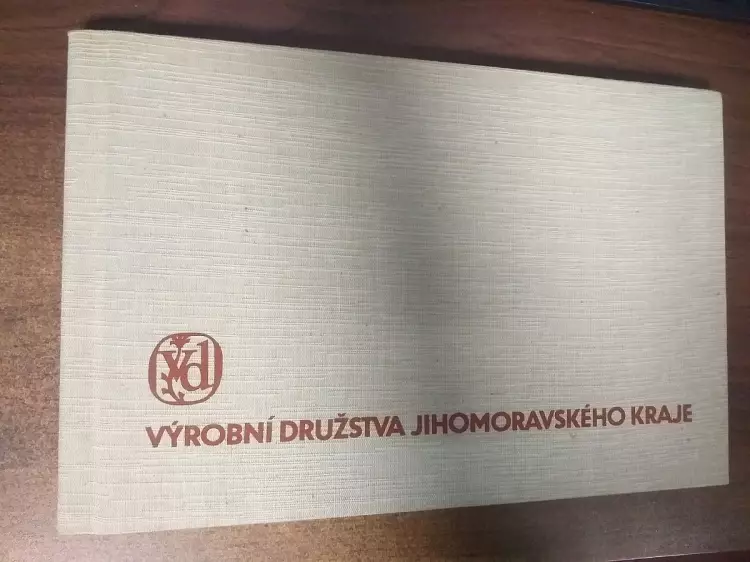 vd
VÝROBNÍ DRUŽSTVA JIHOMORAVSKÉHO KRAJE